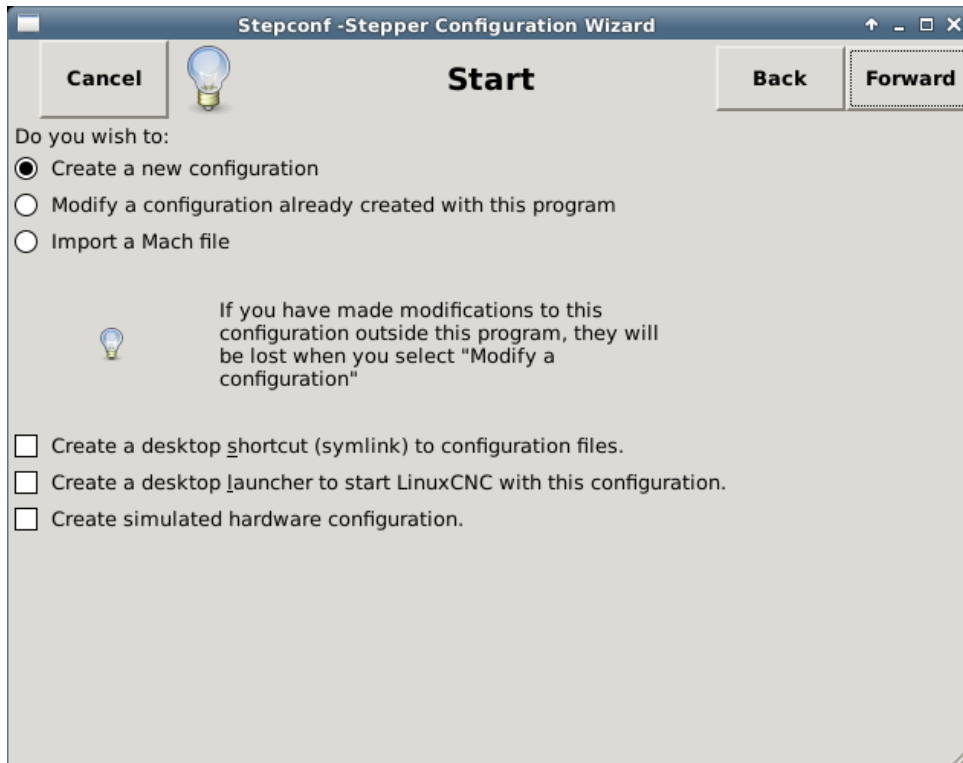 Stepconf -Stepper Configuration Wizard
Cancel
Start
Back
Forward
Do you wish to:
Create a new configuration
Modify a configuration already created with this program
Import a Mach file
If you have made modifications to this
configuration outside this program, they will
be lost when you select "Modify a
configuration"
Create a desktop shortcut (symlink) to configuration files.
Create a desktop launcher to start LinuxCNC with this configuration.
Create simulated hardware configuration.